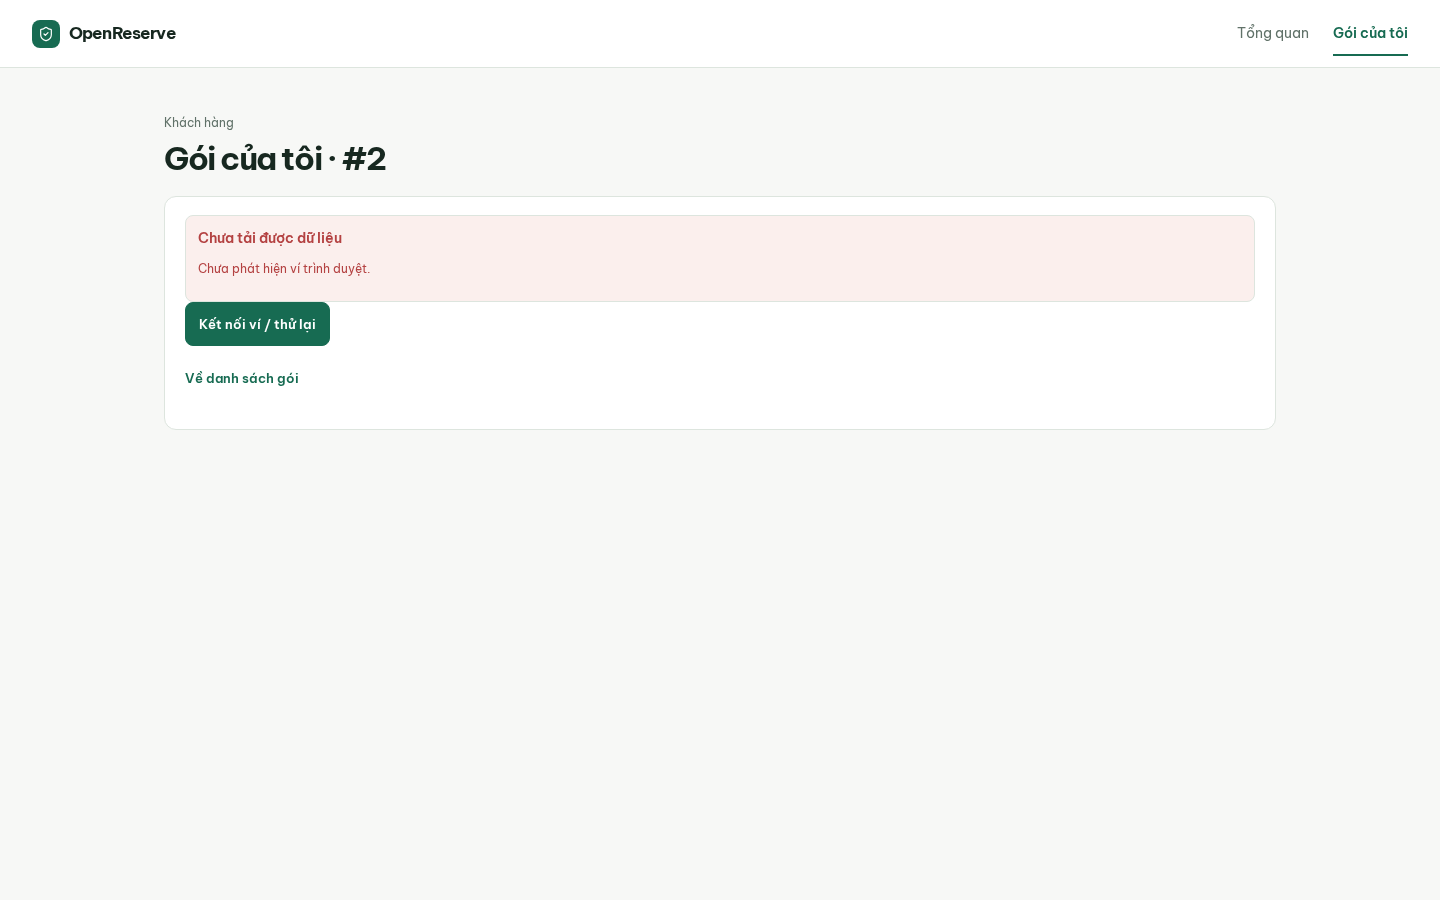 OpenReserve
Tổng quan
Gói của tôi
Khách hàng
Gói của tôi · #2
Chưa tải được dữ liệu
Chưa phát hiện ví trình duyệt.
Kết nối ví / thử lại
Về danh sách gói